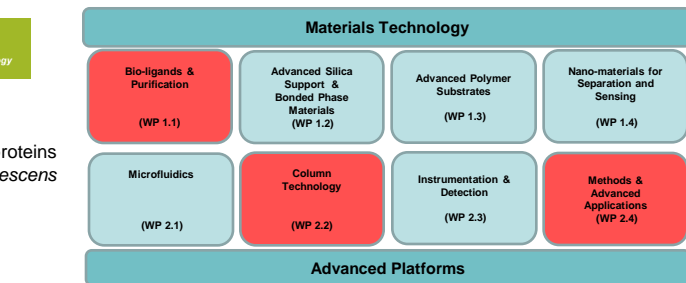 Materials Technology
Bio-ligands &
Purification
(WP 1.1)
Advanced Silica
Support &
Bonded Phase
Materials
(WP 1.2)
Advanced Polymer
Substrates
(WP 1.3)
Nano-materials for
Separation and
Sensing
(WP 1.4)
Microfluidics
(WP 2.1)
Column
Technology
(WP 2.2)
Instrumentation &
Detection
(WP 2.3)
Methods &
Advanced
Applications
(WP 2.4)
Advanced Platforms